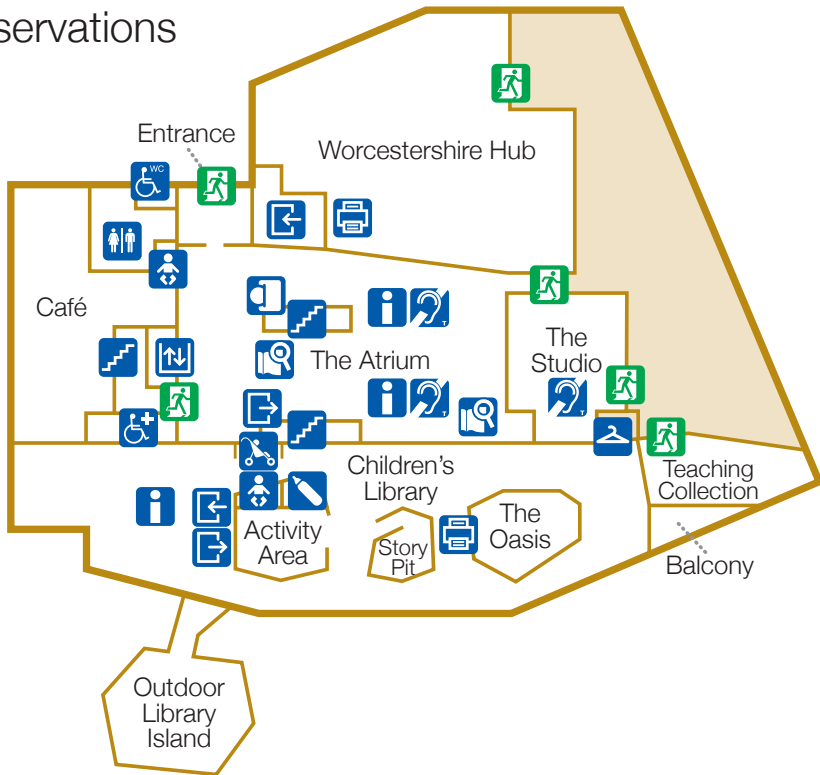 servations
Entrance
Worcestershire Hub
WC
Café
The Atrium
The
Studio
T
T
T
Children's
Library
Teaching
Collection
Activity
Area
Story
Pit
The
Oasis
Balcony
Outdoor
Library
Island